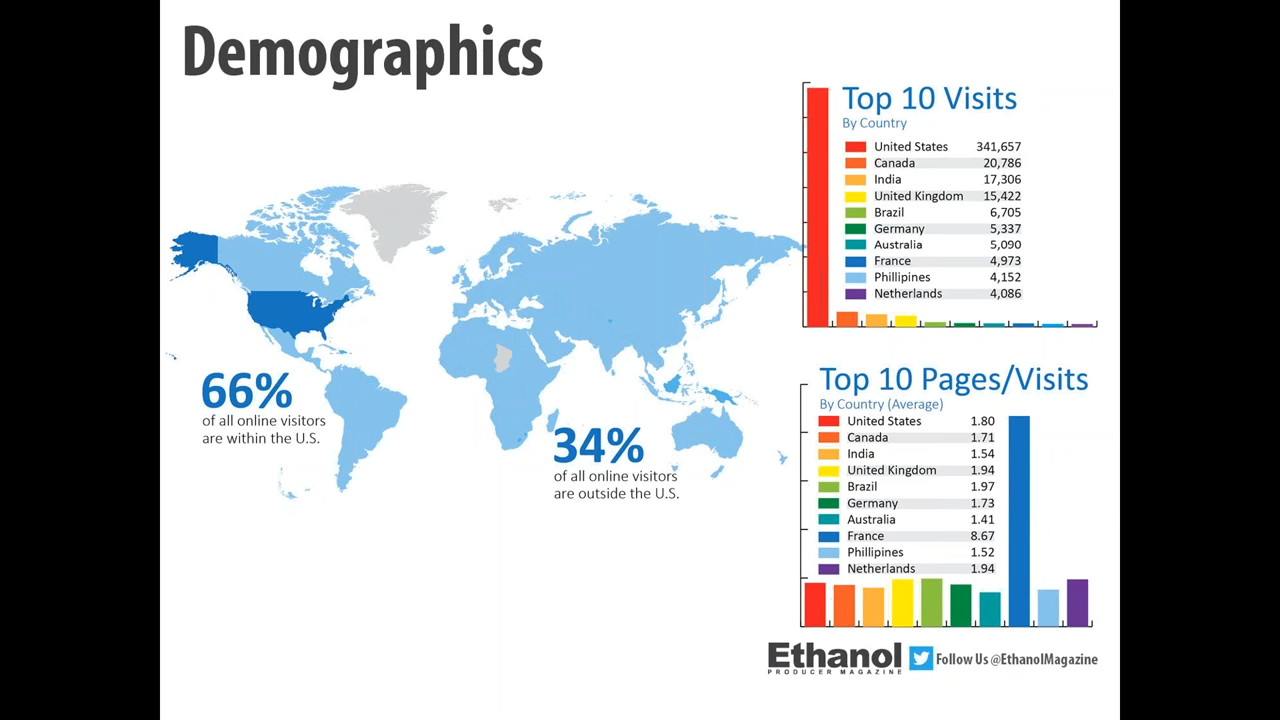 Demographics
66%
of all online visitors
are within the U.S.
34%
of all online visitors
are outside the U.S.
Top 10 Visits
By Country
United States 341,657
Canada 20,786
India 17,306
United Kingdom 15,422
Brazil 6,705
Germany 5,337
Australia 5,090
France 4,973
Phillipines 4,152
Netherlands 4,086
Top 10 Pages/Visits
By Country (Average)
United States 1.80
Canada 1.71
India 1.54
United Kingdom 1.94
Brazil 1.97
Germany 1.73
Australia 1.41
France 8.67
Phillipines 1.52
Netherlands 1.94
Ethanol
PRODUCER MAGAZINE
Follow Us @EthanolMagazine